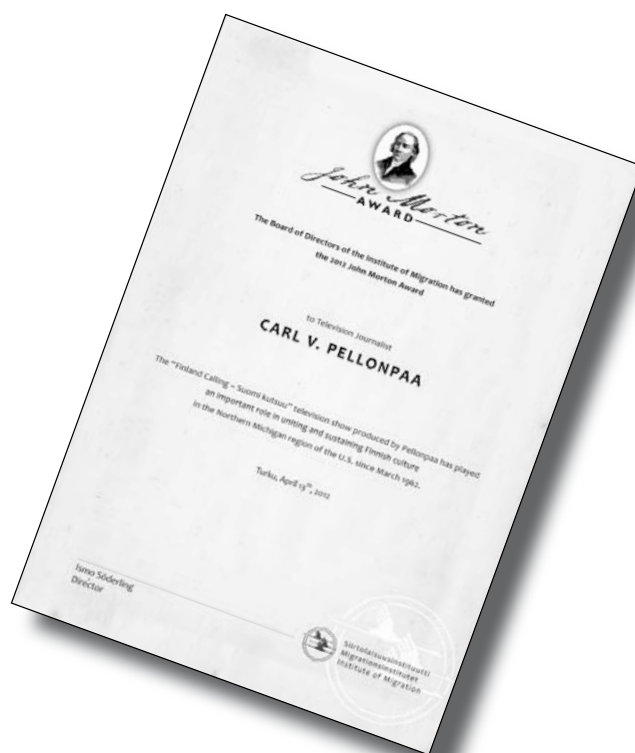 John Morton
AWARD
The Board of Directors of the Institute of Migration has granted
the 2012 John Morton Award
to Television Journalist
CARL V. PELLONPAA
The "Finland Calling – Suomi kutsuu" television show produced by Pellonpaa has played
an important role in uniting and sustaining Finnish culture
in the Northern Michigan region of the U.S. since March 1962.
Turku, April 13th, 2012
Ismo Söderling
Director
Siirtolaisuusinstituutti
Migrationsinstitutet
Institute of Migration